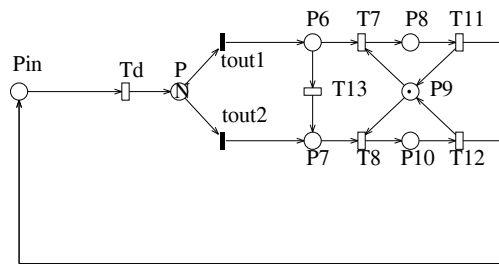 P6 T7 P8 T11
Pin Td P tout1
N T13 P9
tout2
P7 T8 P10 T12